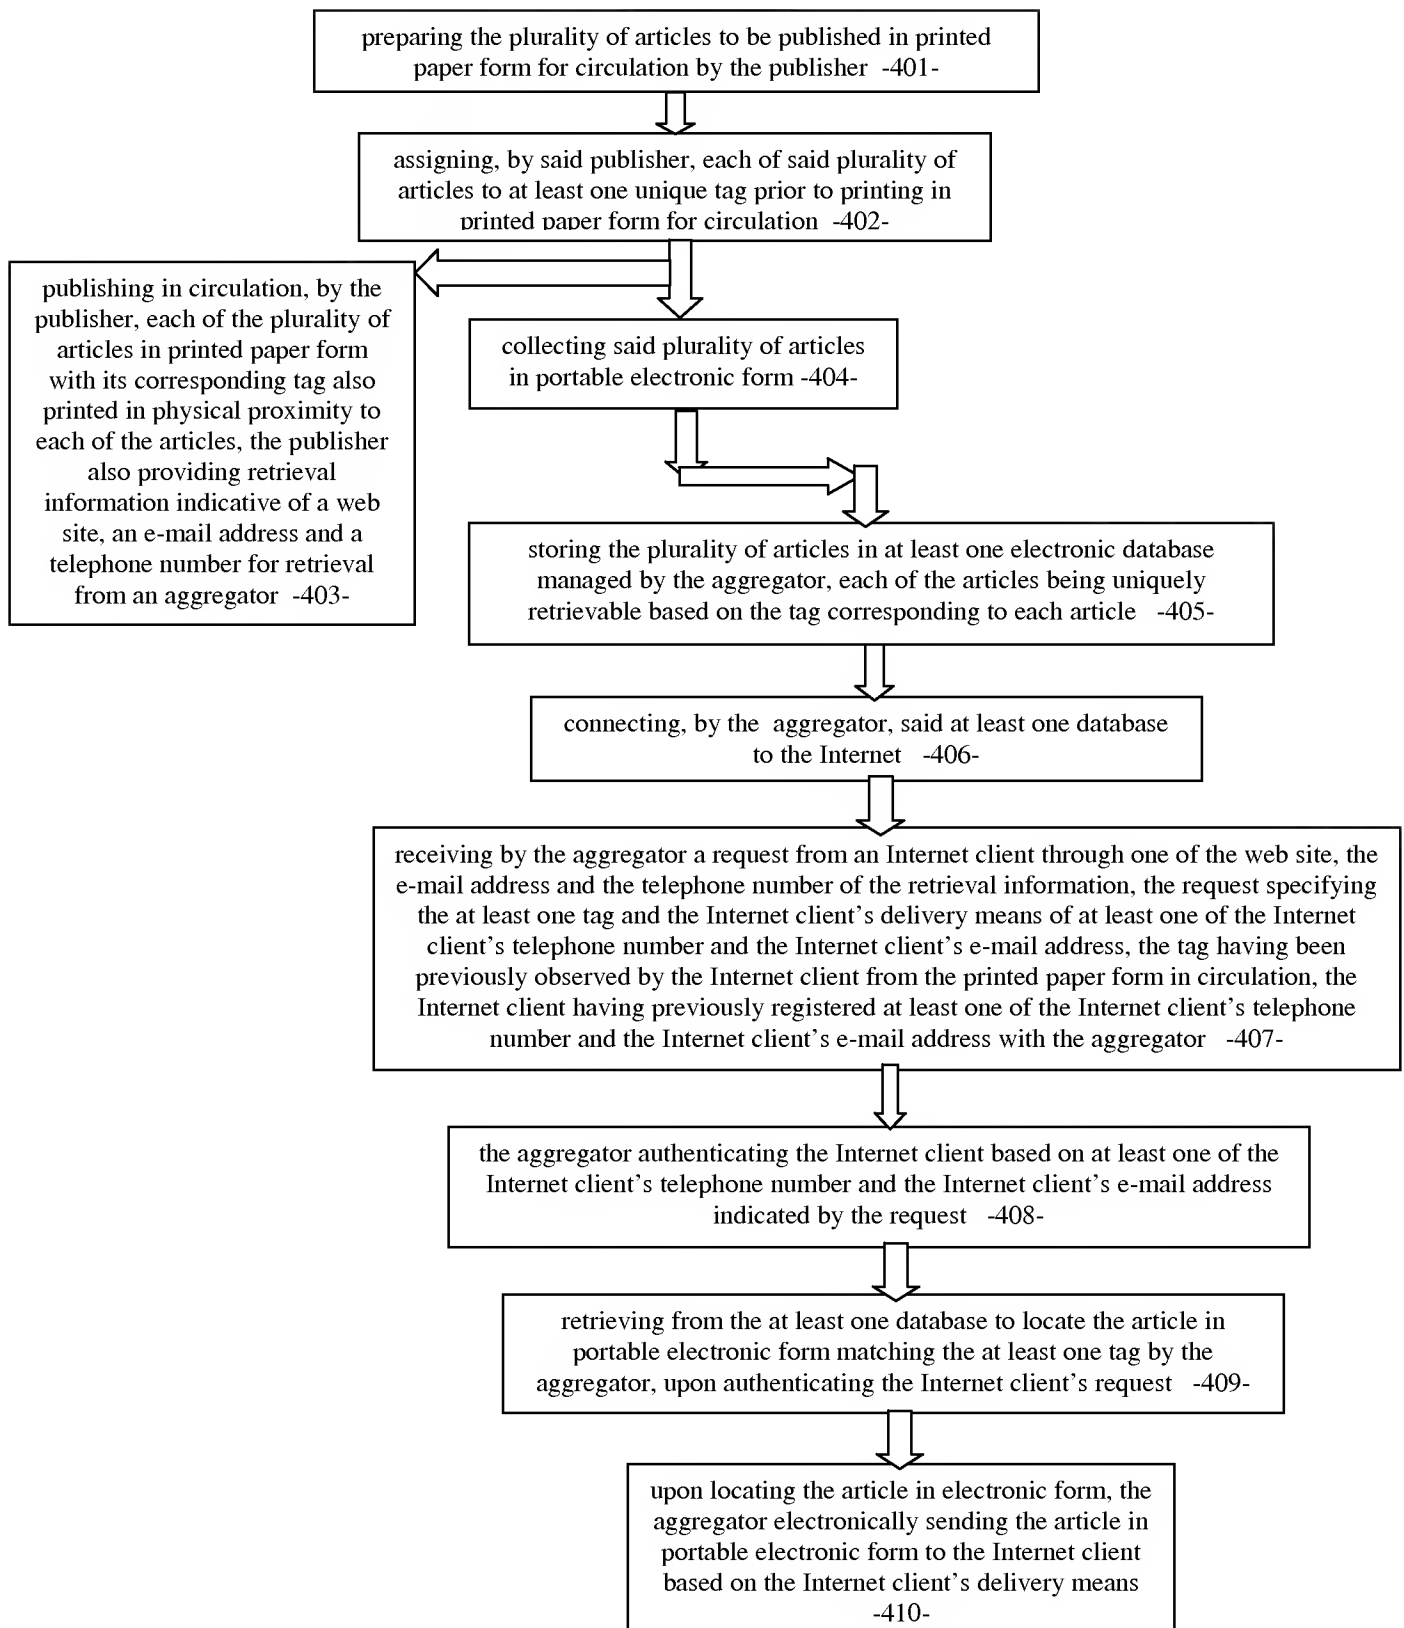 preparing the plurality of articles to be published in printed
paper form for circulation by the publisher -401-
assigning, by said publisher, each of said plurality of
articles to at least one unique tag prior to printing in
printed paper form for circulation -402-
publishing in circulation, by the
publisher, each of the plurality of
articles in printed paper form
with its corresponding tag also
printed in physical proximity to
each of the articles, the publisher
also providing retrieval
information indicative of a web
site, an e-mail address and a
telephone number for retrieval
from an aggregator -403-
collecting said plurality of articles
in portable electronic form -404-
storing the plurality of articles in at least one electronic database
managed by the aggregator, each of the articles being uniquely
retrievable based on the tag corresponding to each article -405-
connecting, by the aggregator, said at least one database
to the Internet -406-
receiving by the aggregator a request from an Internet client through one of the web site, the
e-mail address and the telephone number of the retrieval information, the request specifying
the at least one tag and the Internet client’s delivery means of at least one of the Internet
client’s telephone number and the Internet client’s e-mail address, the tag having been
previously observed by the Internet client from the printed paper form in circulation, the
Internet client having previously registered at least one of the Internet client’s telephone
number and the Internet client’s e-mail address with the aggregator -407-
the aggregator authenticating the Internet client based on at least one of the
Internet client’s telephone number and the Internet client’s e-mail address
indicated by the request -408-
retrieving from the at least one database to locate the article in
portable electronic form matching the at least one tag by the
aggregator, upon authenticating the Internet client’s request -409-
upon locating the article in electronic form, the
aggregator electronically sending the article in
portable electronic form to the Internet client
based on the Internet client’s delivery means
-410-